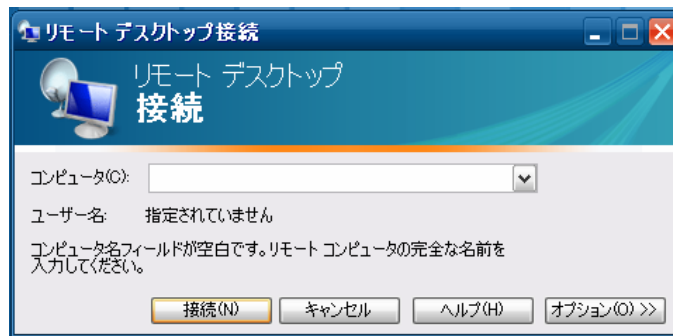 リモート デスクトップ接続
リモート デスクトップ
接続
コンピュータ(C):
ユーザー名: 指定されていません
コンピュータ名フィールドが空白です。リモート コンピュータの完全な名前を
入力してください。
接続(N) キャンセル ヘルプ(H) オプション(O) >>